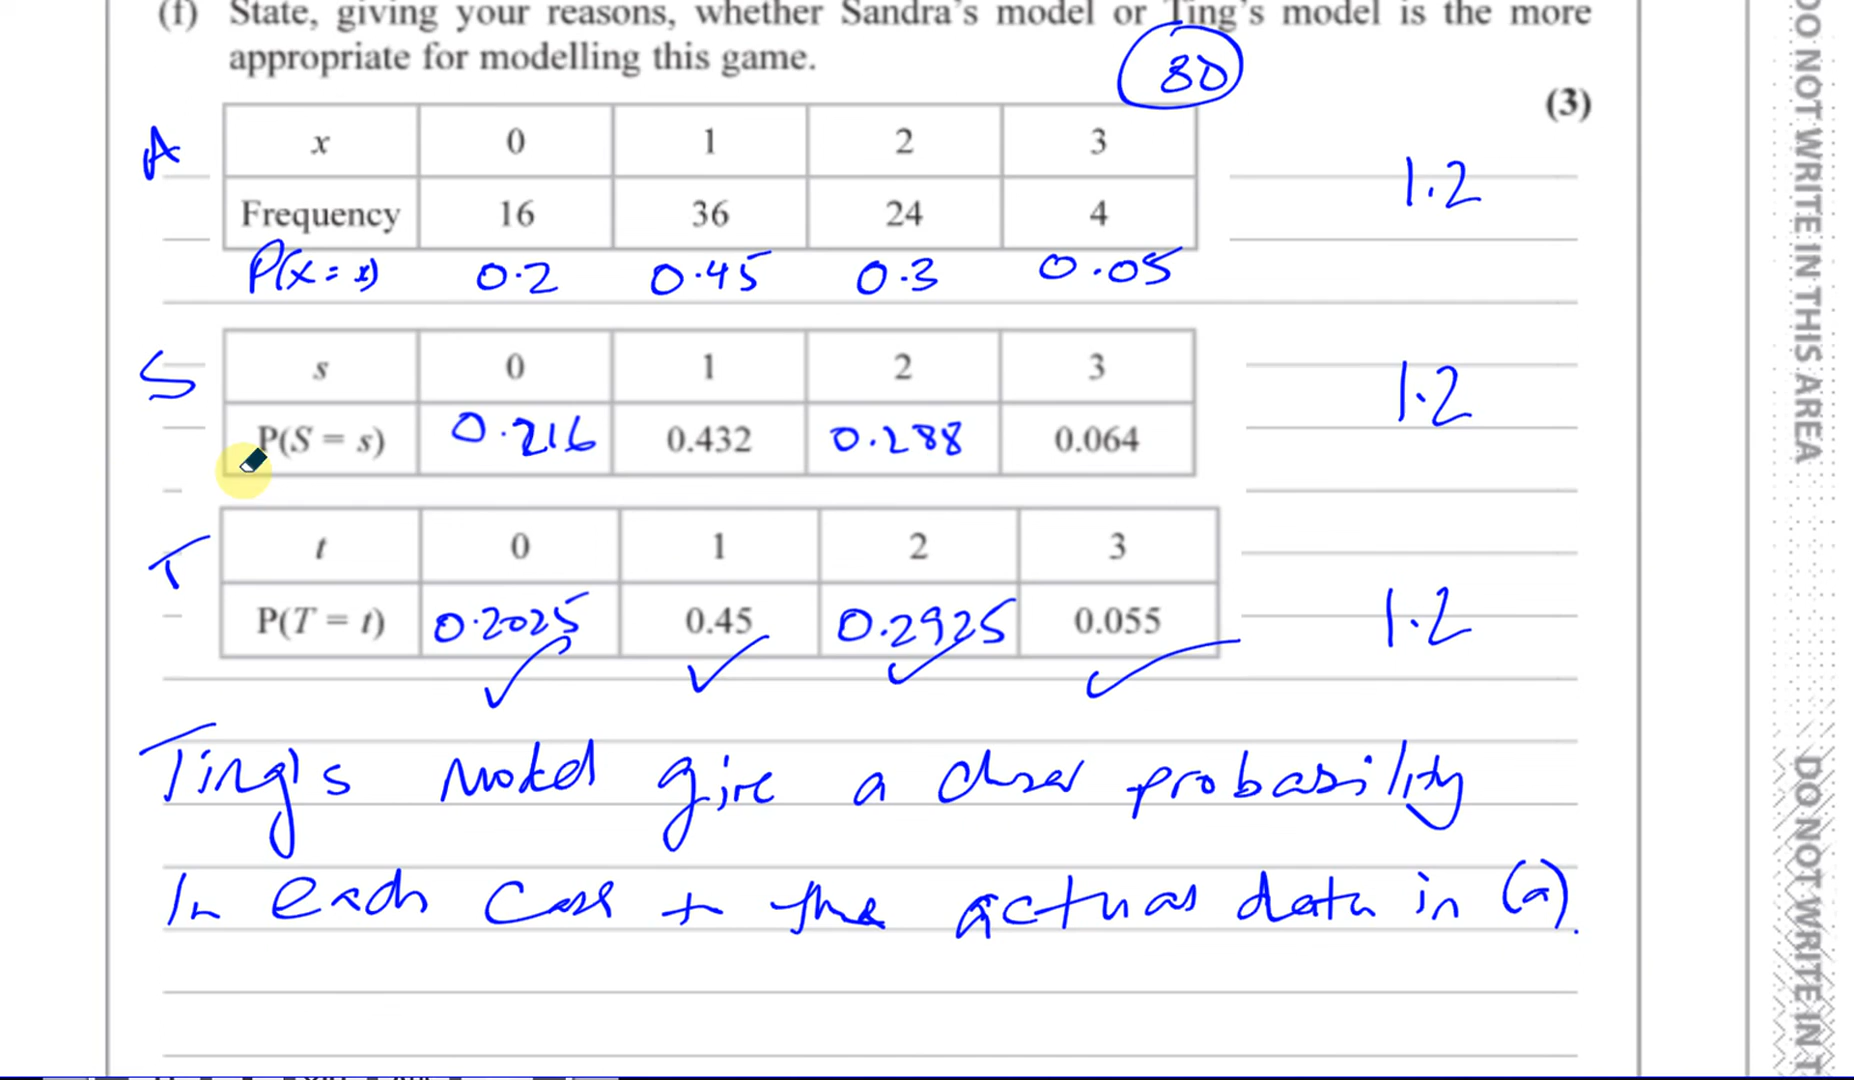 (f) State, giving your reasons, whether Sandra's model or Ting's model is the more
appropriate for modelling this game.
80
(3)
A
x 0 1 2 3
Frequency 16 36 24 4
1.2
P(X = x) 0.2 0.45 0.3 0.05
S
s 0 1 2 3
P(S = s) 0.216 0.432 0.288 0.064
1.2
T
t 0 1 2 3
P(T = t) 0.2025 0.45 0.2925 0.055
1.2
Ting's model give a closer probability
In each case to the actual data in (a).
DO NOT WRITE IN THIS AREA
DO NOT WRITE IN T